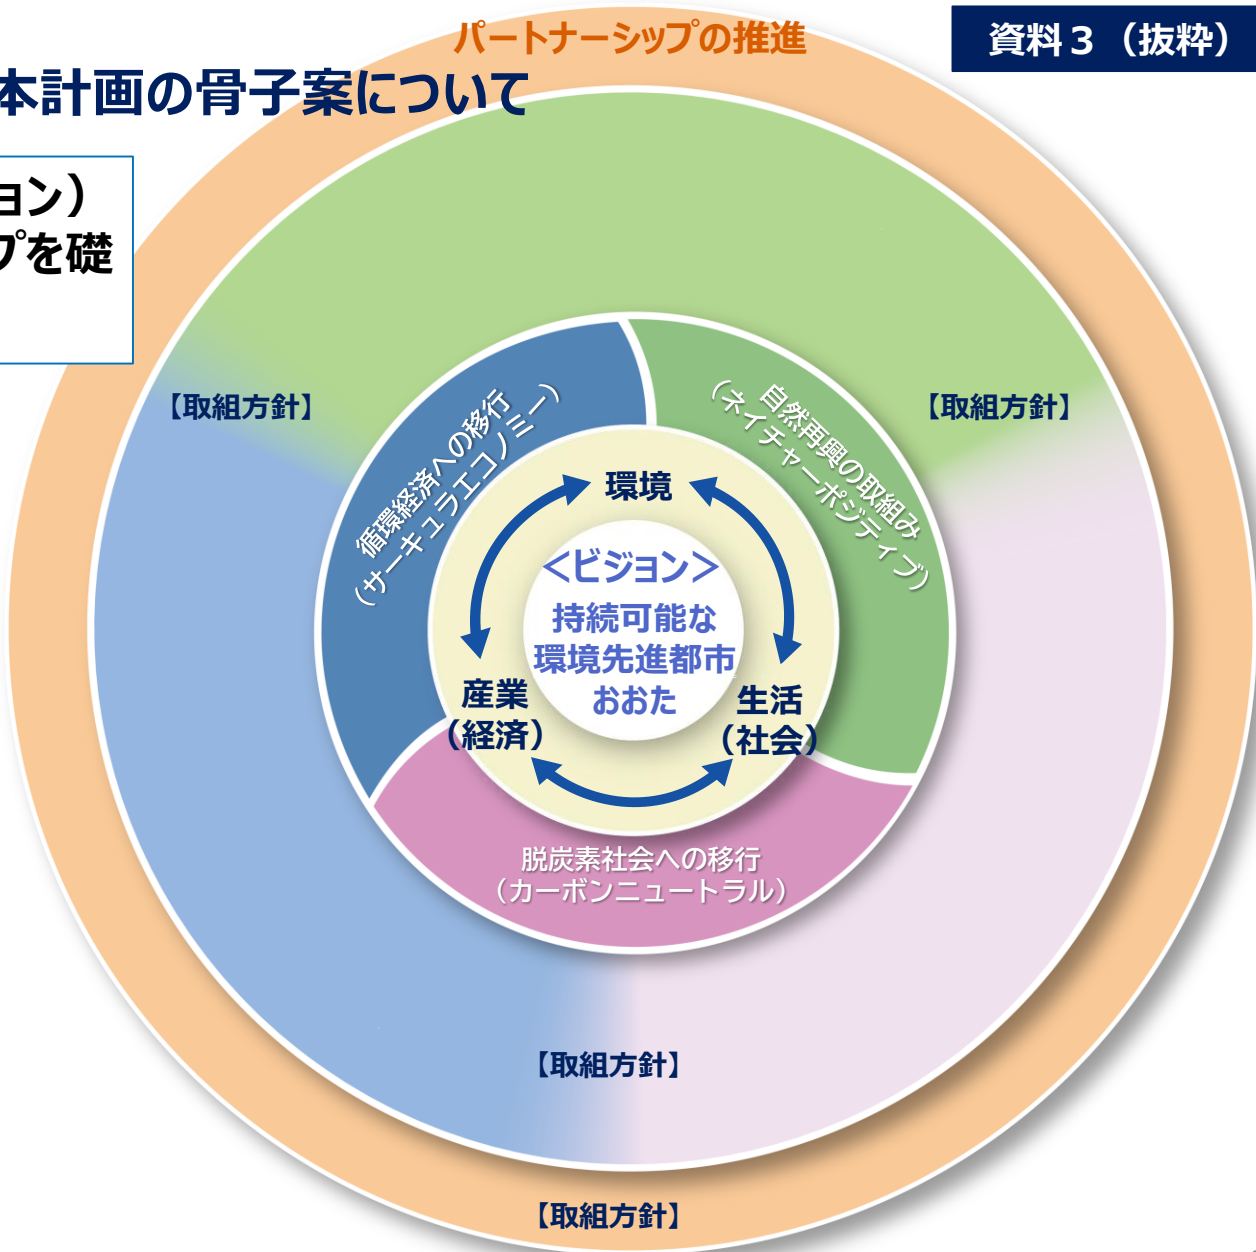 パートナーシップの推進
資料３（抜粋）
本計画の骨子案について
ョン）
プを礎
【取組方針】
【取組方針】
循環経済への移行
（サーキュラエコノミー）
自然再興の取組み
（ネイチャーポジティブ）
環境
＜ビジョン＞
持続可能な
環境先進都市
おおた
産業
（経済）
生活
（社会）
脱炭素社会への移行
（カーボンニュートラル）
【取組方針】
【取組方針】